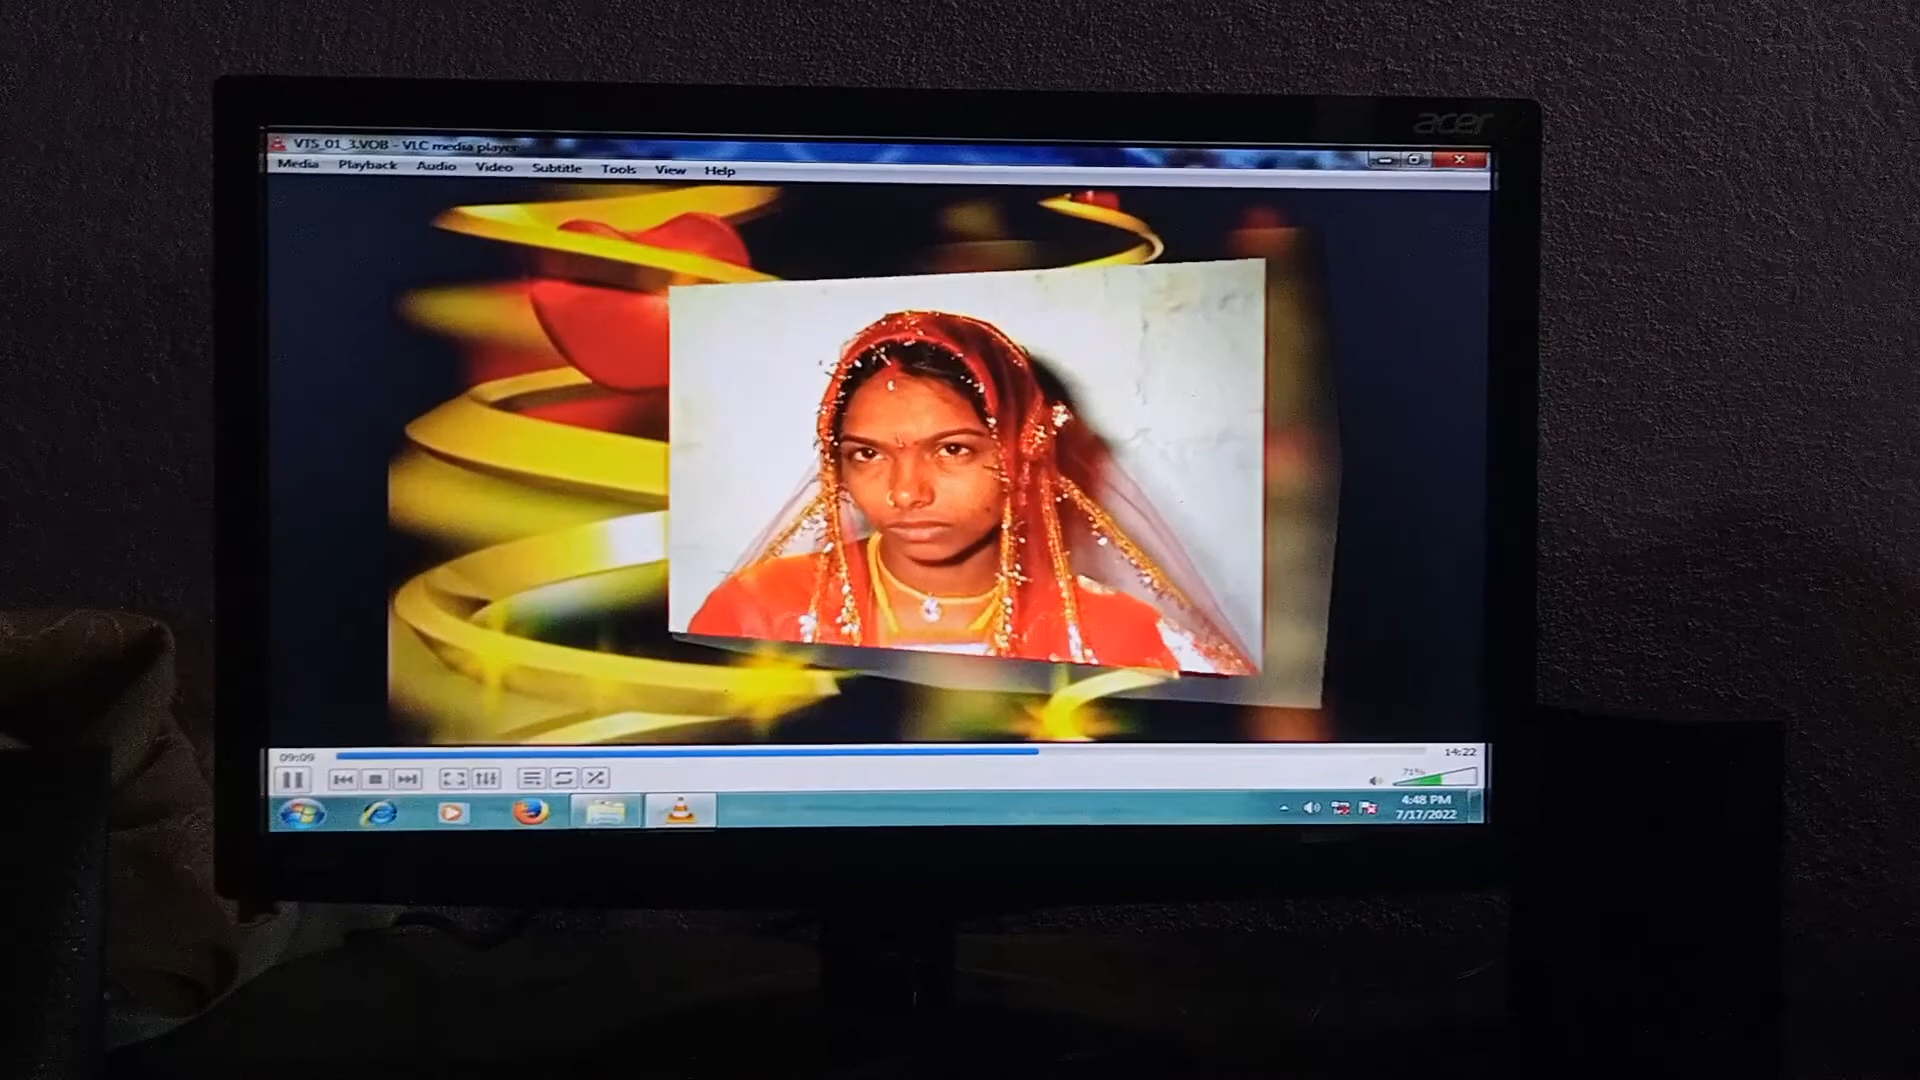 acer
VTS_01_3.VOB - VLC media player
Media Playback Audio Video Subtitle Tools View Help
09:09
14:22
71%
4:48 PM
7/17/2022